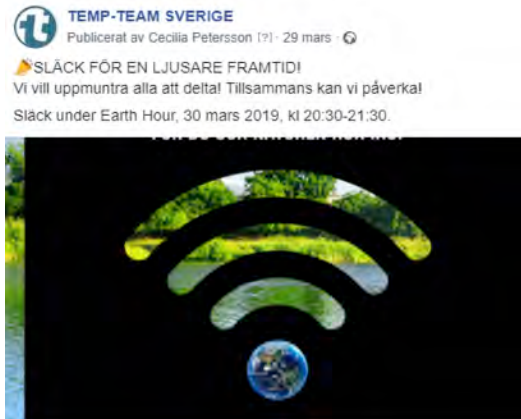 TEMP-TEAM SVERIGE
Publicerat av Cecilia Petersson [?] · 29 mars ·
SLÄCK FÖR EN LJUSARE FRAMTID!
Vi vill uppmuntra alla att delta! Tillsammans kan vi påverka!
Släck under Earth Hour, 30 mars 2019, kl 20:30-21:30.